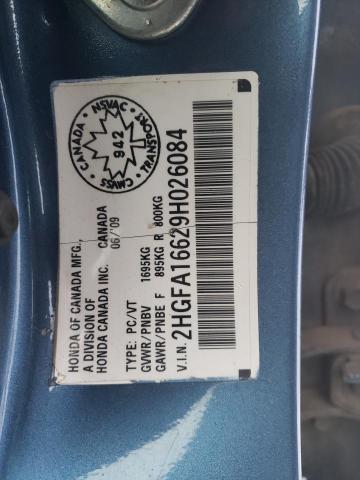 HONDA OF CANADA MFG.,
A DIVISION OF
HONDA CANADA INC. CANADA
06/'09
TYPE: PC/VT
GVWR/PNBV 1695KG
GAWR/PNBE F 895KG R 800KG
V.I.N. 2HGFA16629H026084
CANADA
NSVAC
TRANSPORT
CMVSS
942